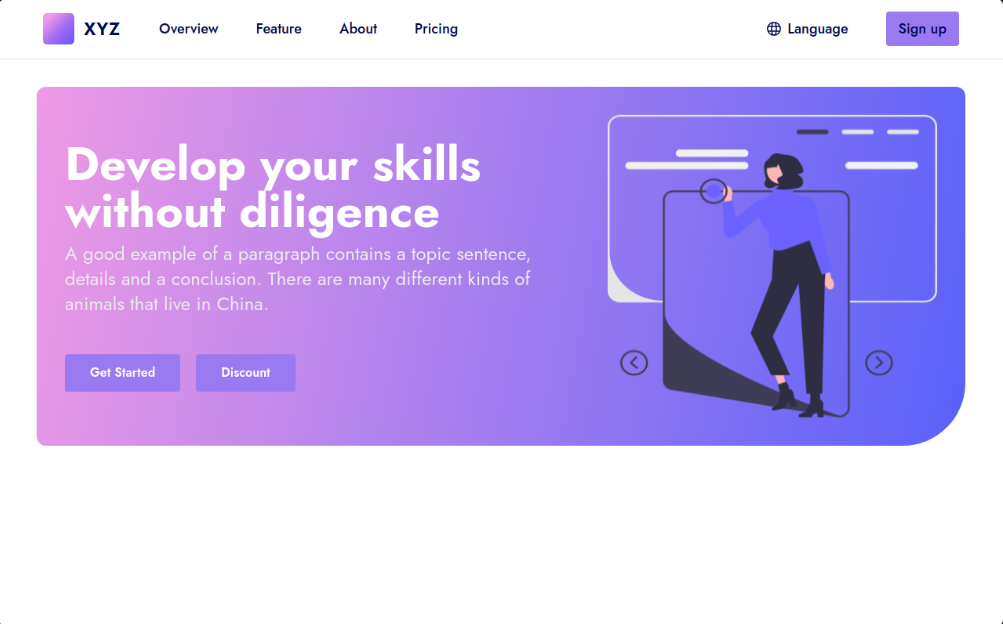 XYZ
Overview
Feature
About
Pricing
Language
Sign up
Develop your skills
without diligence
A good example of a paragraph contains a topic sentence,
details and a conclusion. There are many different kinds of
animals that live in China.
Get Started
Discount